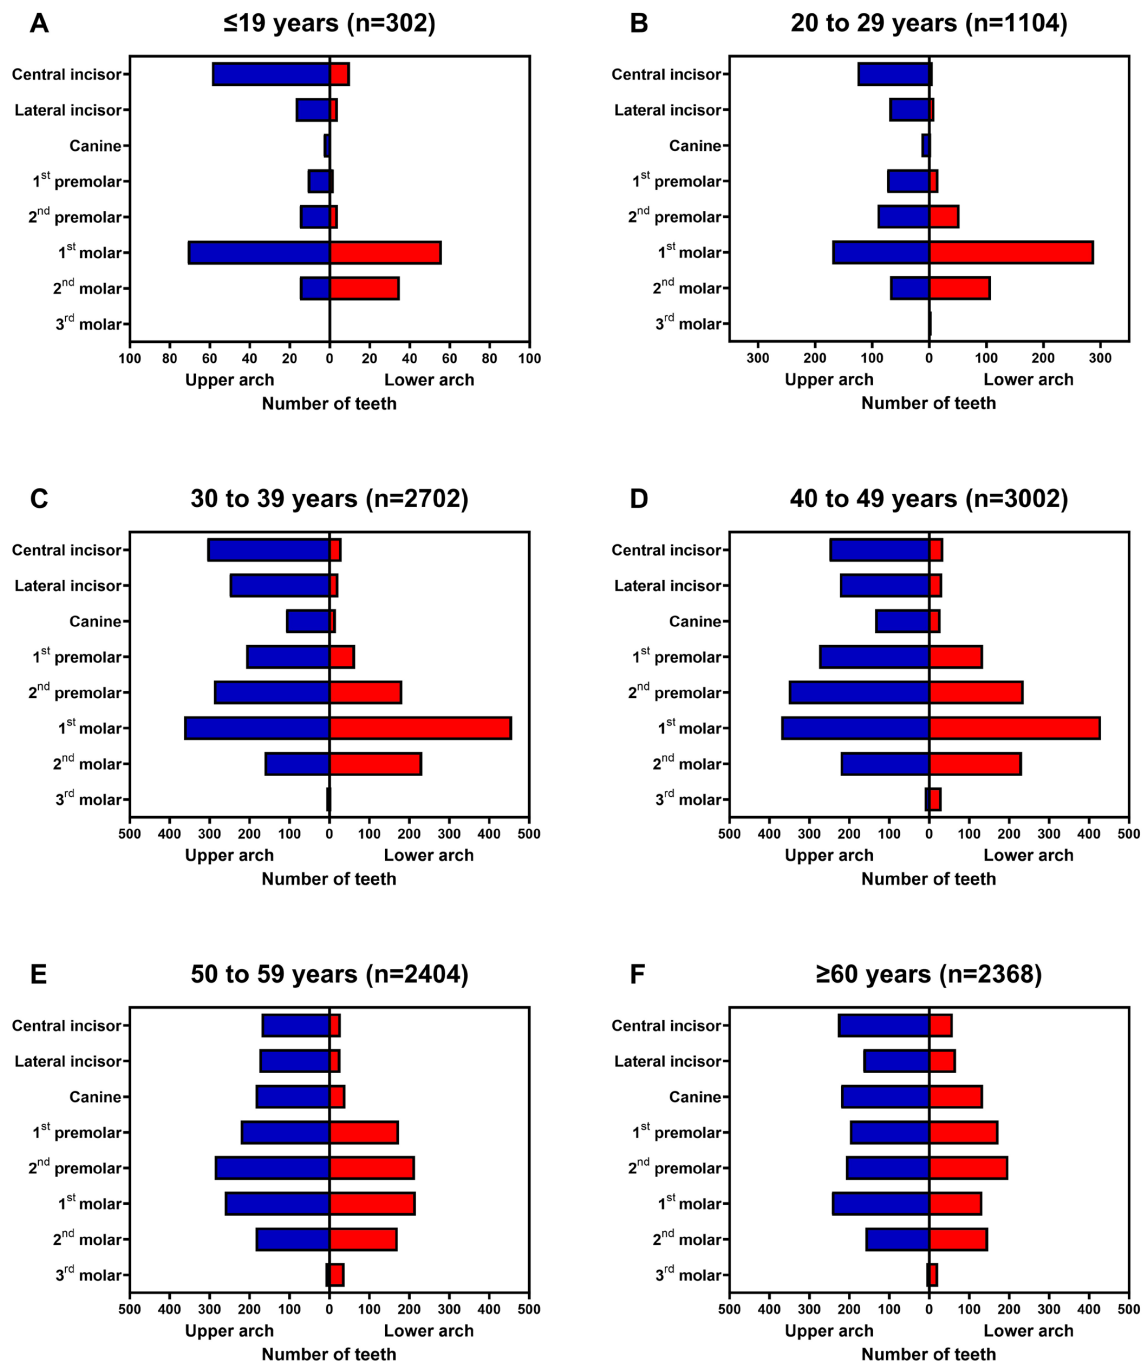 A ≤19 years (n=302)
Central incisor
Lateral incisor
Canine
1st premolar
2nd premolar
1st molar
2nd molar
3rd molar
100 80 60 40 20 0 20 40 60 80 100
Upper arch Lower arch
Number of teeth
B 20 to 29 years (n=1104)
Central incisor
Lateral incisor
Canine
1st premolar
2nd premolar
1st molar
2nd molar
3rd molar
300 200 100 0 100 200 300
Upper arch Lower arch
Number of teeth
C 30 to 39 years (n=2702)
Central incisor
Lateral incisor
Canine
1st premolar
2nd premolar
1st molar
2nd molar
3rd molar
500 400 300 200 100 0 100 200 300 400 500
Upper arch Lower arch
Number of teeth
D 40 to 49 years (n=3002)
Central incisor
Lateral incisor
Canine
1st premolar
2nd premolar
1st molar
2nd molar
3rd molar
500 400 300 200 100 0 100 200 300 400 500
Upper arch Lower arch
Number of teeth
E 50 to 59 years (n=2404)
Central incisor
Lateral incisor
Canine
1st premolar
2nd premolar
1st molar
2nd molar
3rd molar
500 400 300 200 100 0 100 200 300 400 500
Upper arch Lower arch
Number of teeth
F ≥60 years (n=2368)
Central incisor
Lateral incisor
Canine
1st premolar
2nd premolar
1st molar
2nd molar
3rd molar
500 400 300 200 100 0 100 200 300 400 500
Upper arch Lower arch
Number of teeth